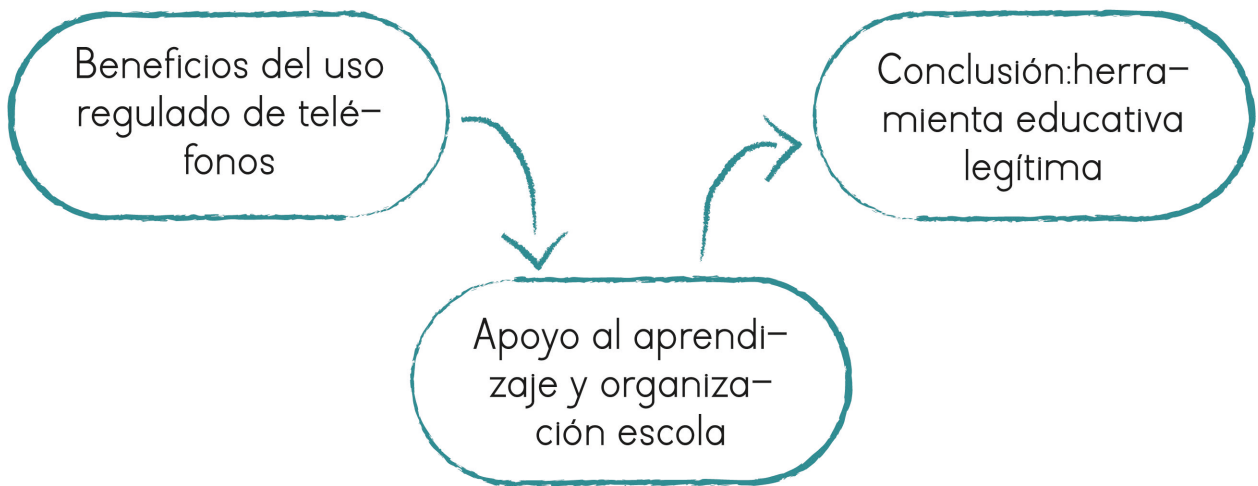 Beneficios del uso
regulado de telé-
fonos
Apoyo al aprendi-
zaje y organiza-
ción escola
Conclusión:herra-
mienta educativa
legítima